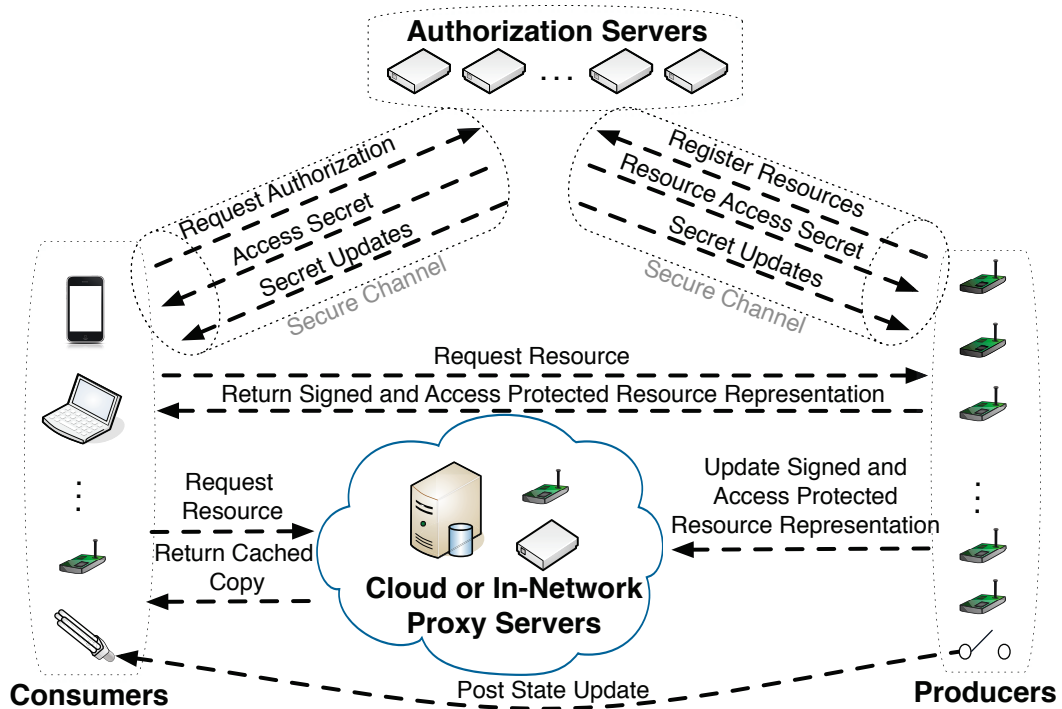 Authorization Servers
...
Request Authorization
Access Secret
Secret Updates
Secure Channel
Register Resources
Resource Access Secret
Secret Updates
Secure Channel
Request Resource
Return Signed and Access Protected Resource Representation
Request
Resource
Return Cached
Copy
Cloud or In-Network
Proxy Servers
Update Signed and
Access Protected
Resource Representation
Post State Update
Consumers
Producers